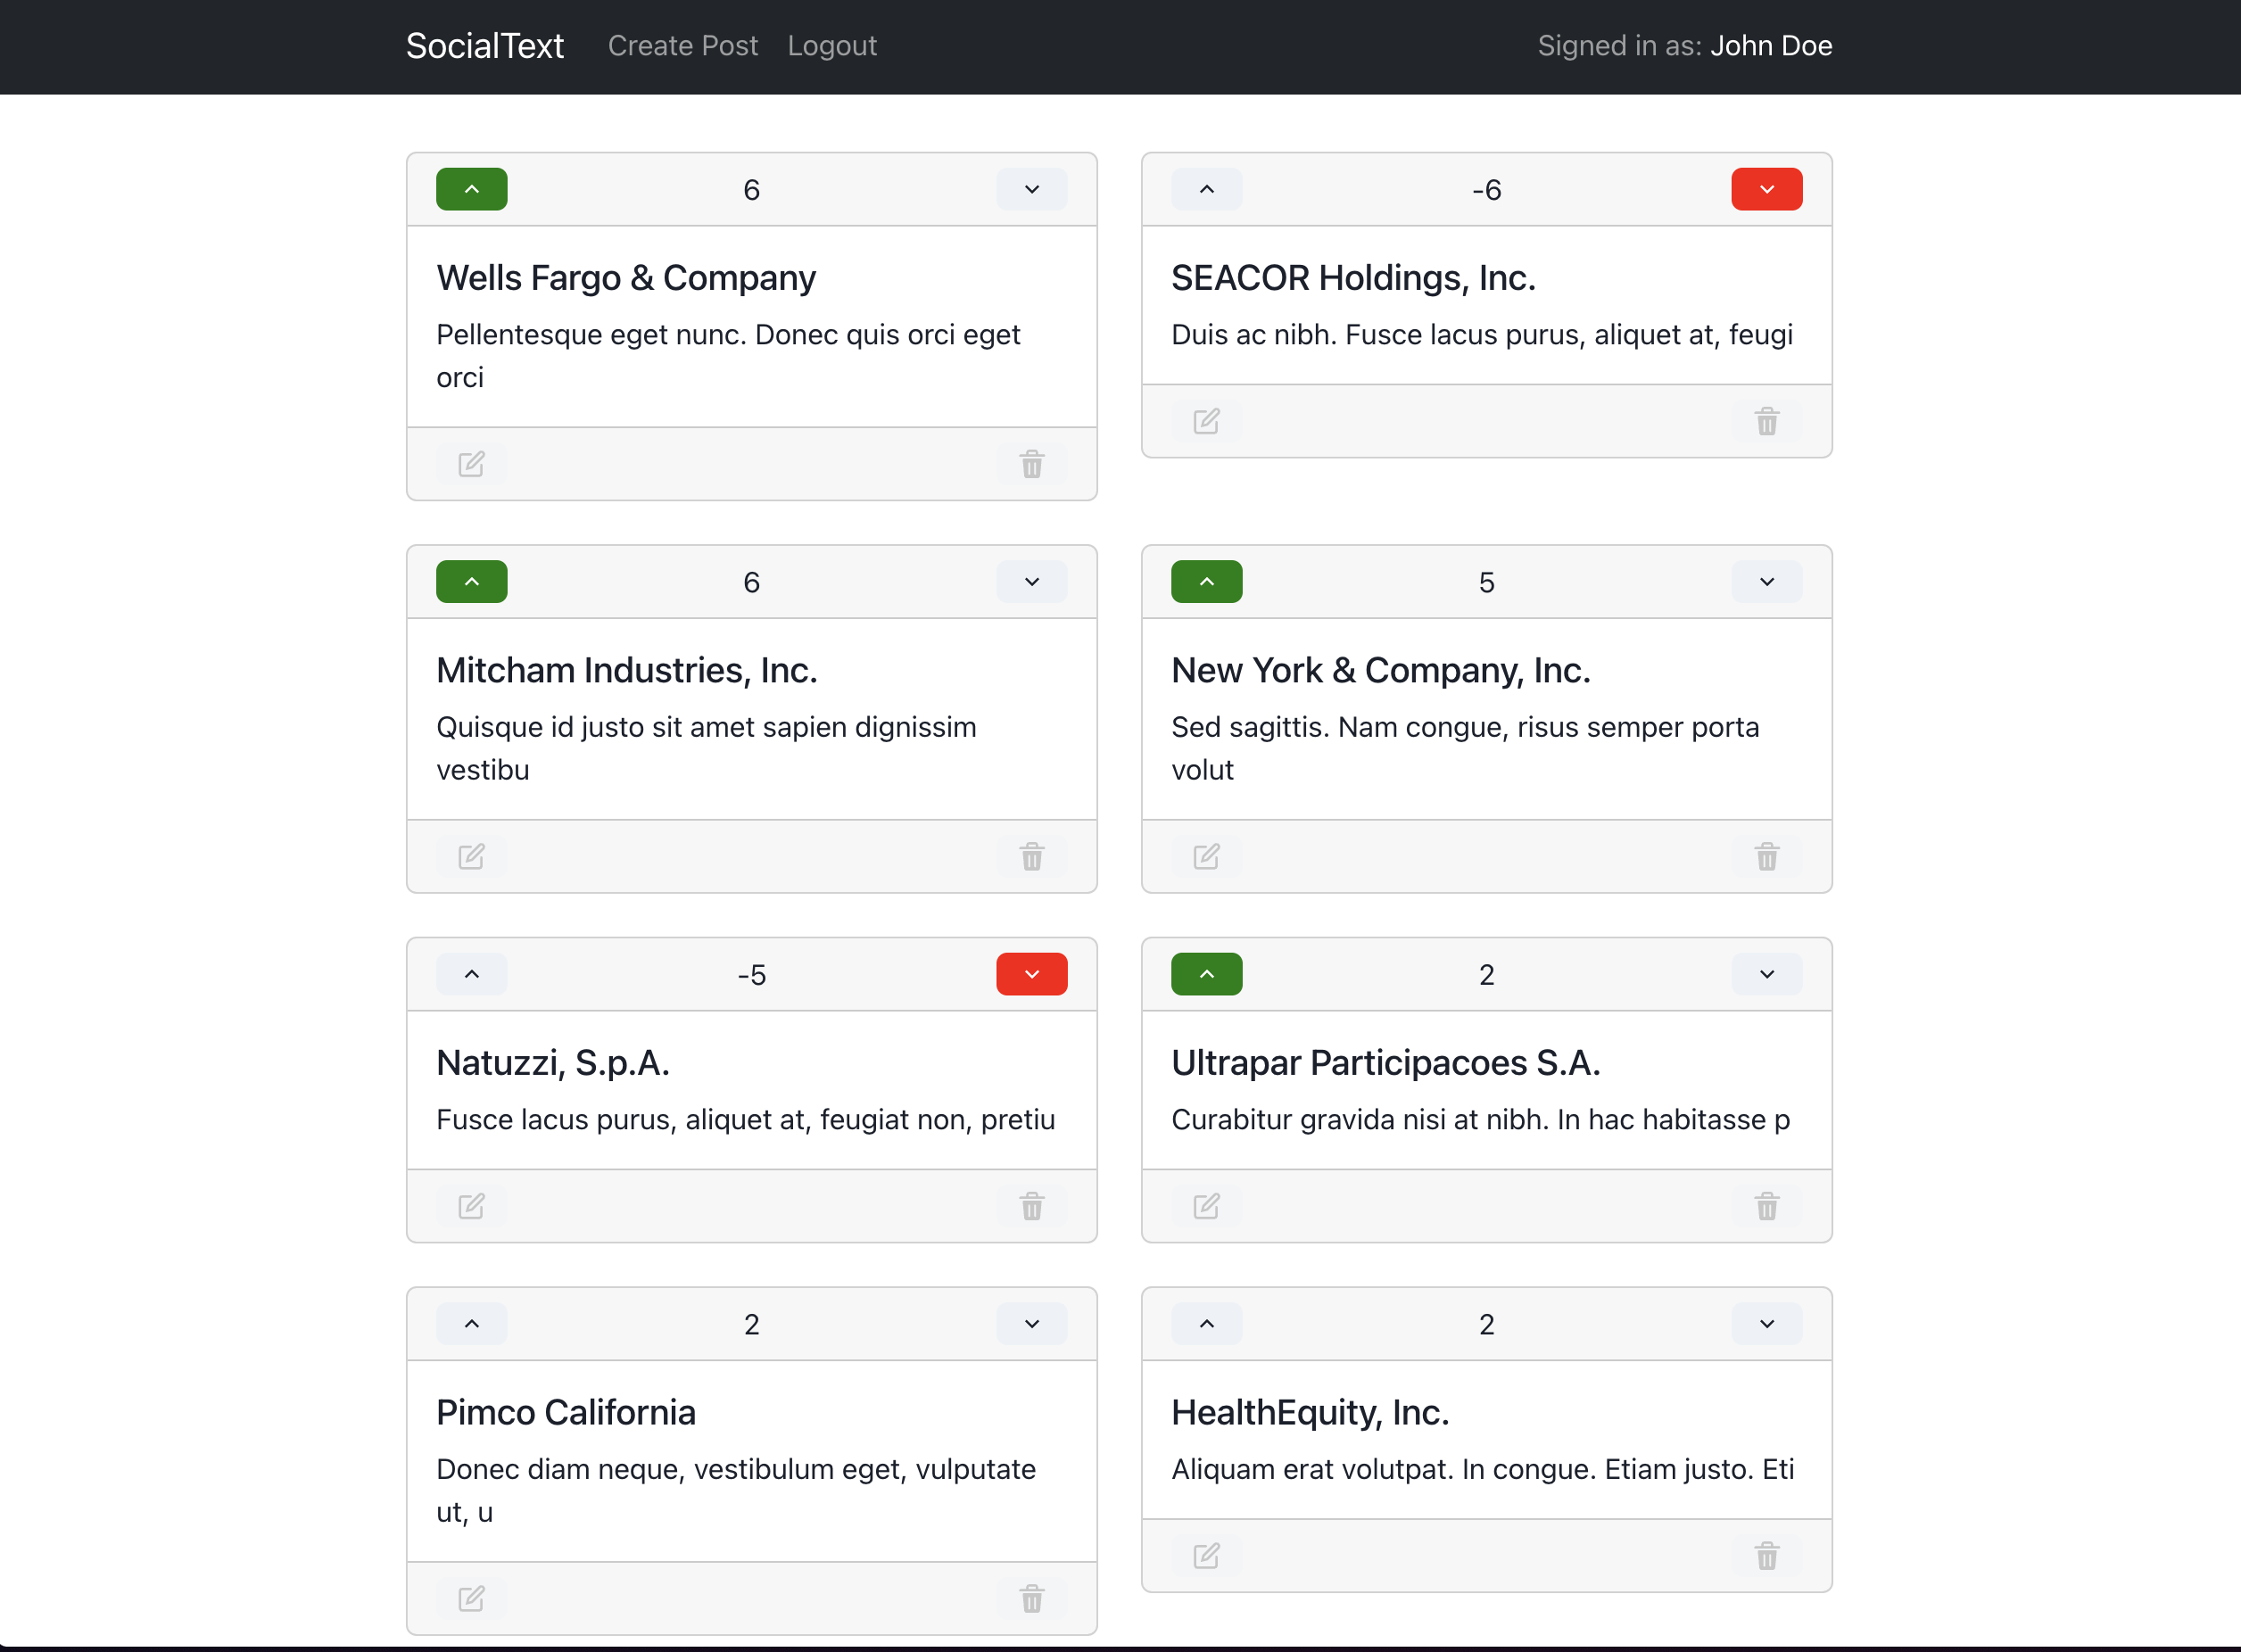 SocialText Create Post Logout Signed in as: John Doe
6
Wells Fargo & Company
Pellentesque eget nunc. Donec quis orci eget
orci
-6
SEACOR Holdings, Inc.
Duis ac nibh. Fusce lacus purus, aliquet at, feugi
6
Mitcham Industries, Inc.
Quisque id justo sit amet sapien dignissim
vestibu
5
New York & Company, Inc.
Sed sagittis. Nam congue, risus semper porta
volut
-5
Natuzzi, S.p.A.
Fusce lacus purus, aliquet at, feugiat non, pretiu
2
Ultrapar Participacoes S.A.
Curabitur gravida nisi at nibh. In hac habitasse p
2
Pimco California
Donec diam neque, vestibulum eget, vulputate
ut, u
2
HealthEquity, Inc.
Aliquam erat volutpat. In congue. Etiam justo. Eti